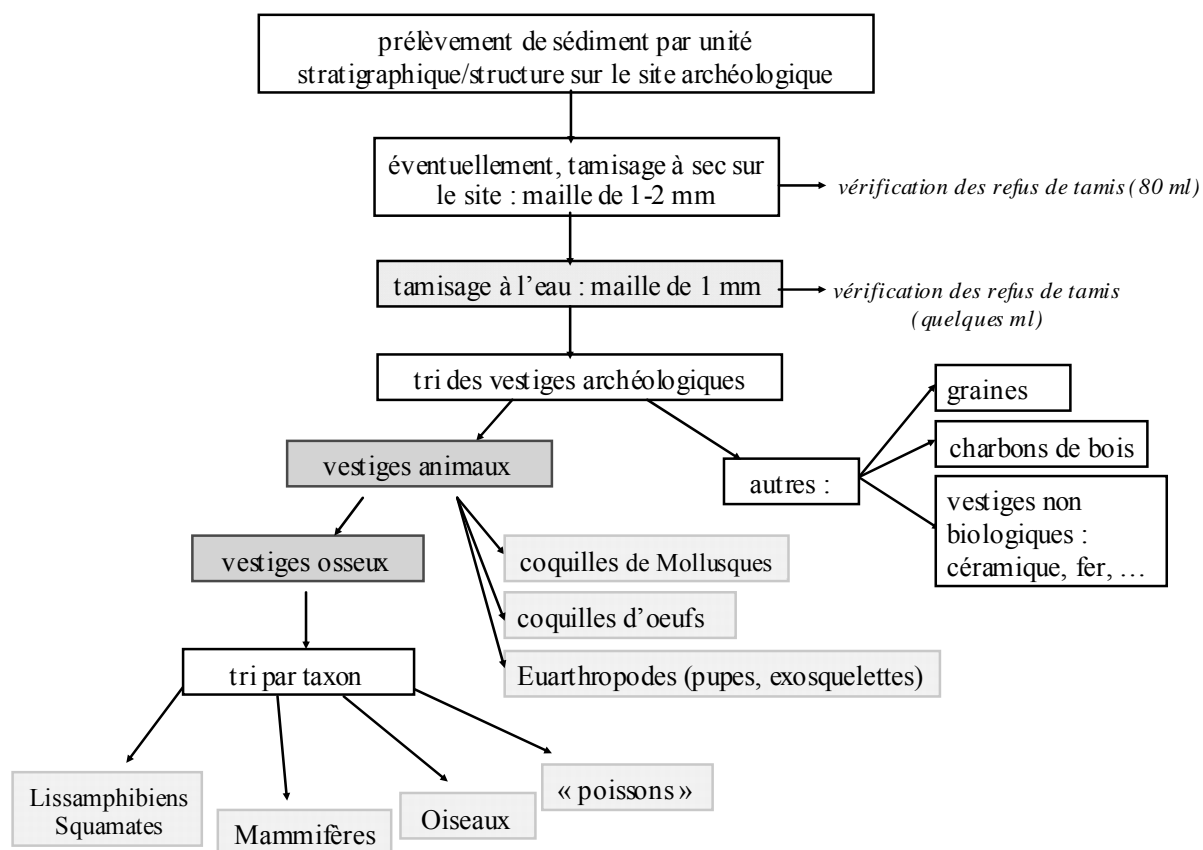 prélèvement de sédiment par unité
stratigraphique/structure sur le site archéologique
éventuellement, tamisage à sec sur
le site : maille de 1-2 mm
vérification des refus de tamis (80 ml)
tamisage à l’eau : maille de 1 mm
vérification des refus de tamis
(quelques ml)
tri des vestiges archéologiques
graines
charbons de bois
vestiges animaux
autres :
vestiges non
biologiques :
céramique, fer, …
vestiges osseux
coquilles de Mollusques
coquilles d’oeufs
Euarthropodes (pupes, exosquelettes)
tri par taxon
Lissamphibiens
Squamates
Mammifères
Oiseaux
« poissons »